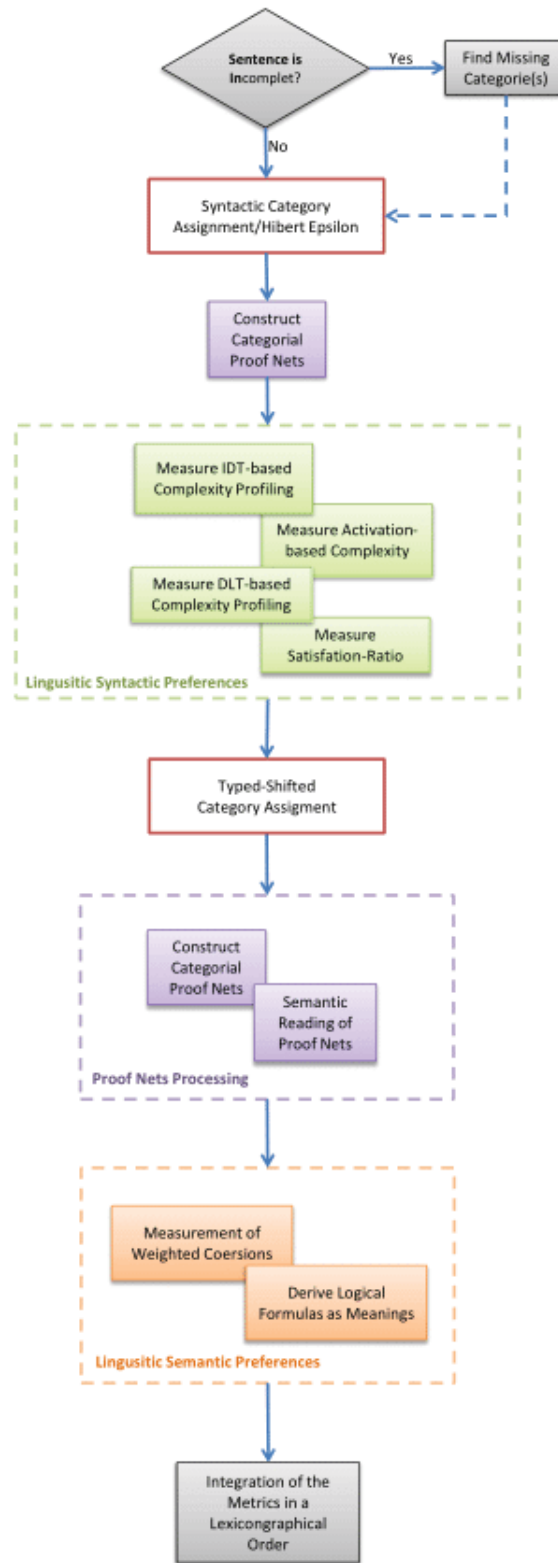 Sentence is
Incomplet?
Yes
Find Missing
Categorie(s)
No
Syntactic Category
Assignment/Hibert Epsilon
Construct
Categorial
Proof Nets
Measure IDT-based
Complexity Profiling
Measure Activation-
based Complexity
Measure DLT-based
Complexity Profiling
Measure
Satisfation-Ratio
Lingusitic Syntactic Preferences
Typed-Shifted
Category Assigment
Construct
Categorial
Proof Nets
Semantic
Reading of
Proof Nets
Proof Nets Processing
Measurement of
Weighted Coersions
Derive Logical
Formulas as Meanings
Lingusitic Semantic Preferences
Integration of the
Metrics in a
Lexicongraphical
Order